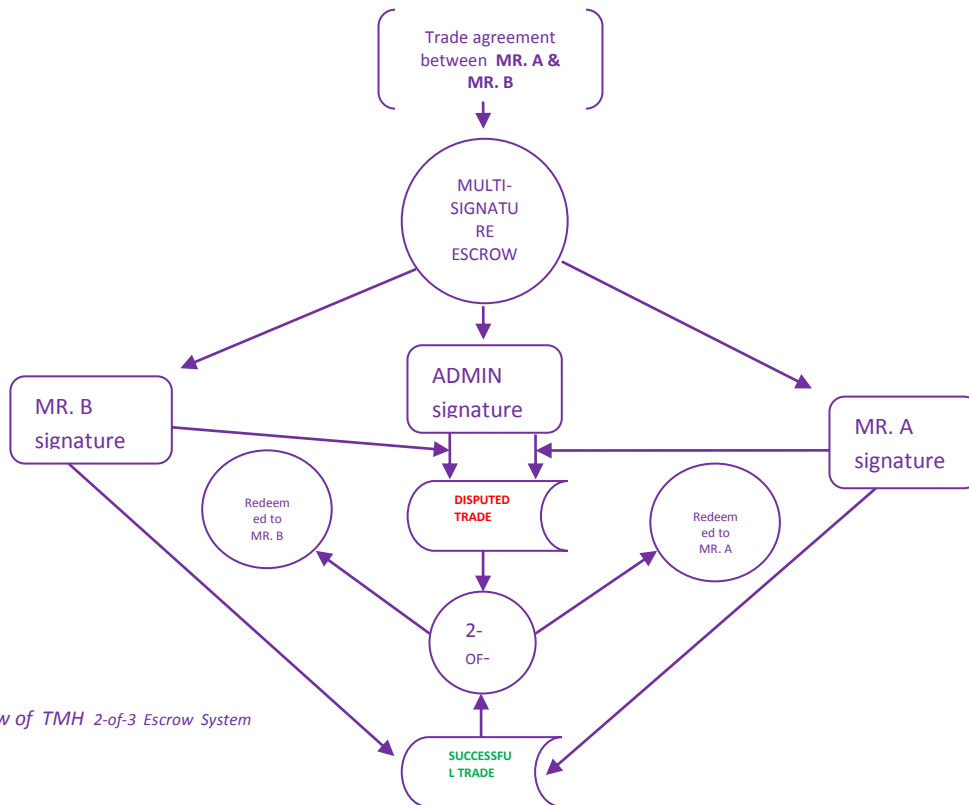 Trade agreement
between MR. A &
MR. B
MULTI-
SIGNATU
RE
ESCROW
ADMIN
signature
MR. B
signature
MR. A
signature
DISPUTED
TRADE
Redeem
ed to
MR. B
Redeem
ed to
MR. A
2-
OF-
w of TMH 2-of-3 Escrow System
SUCCESSFU
L TRADE